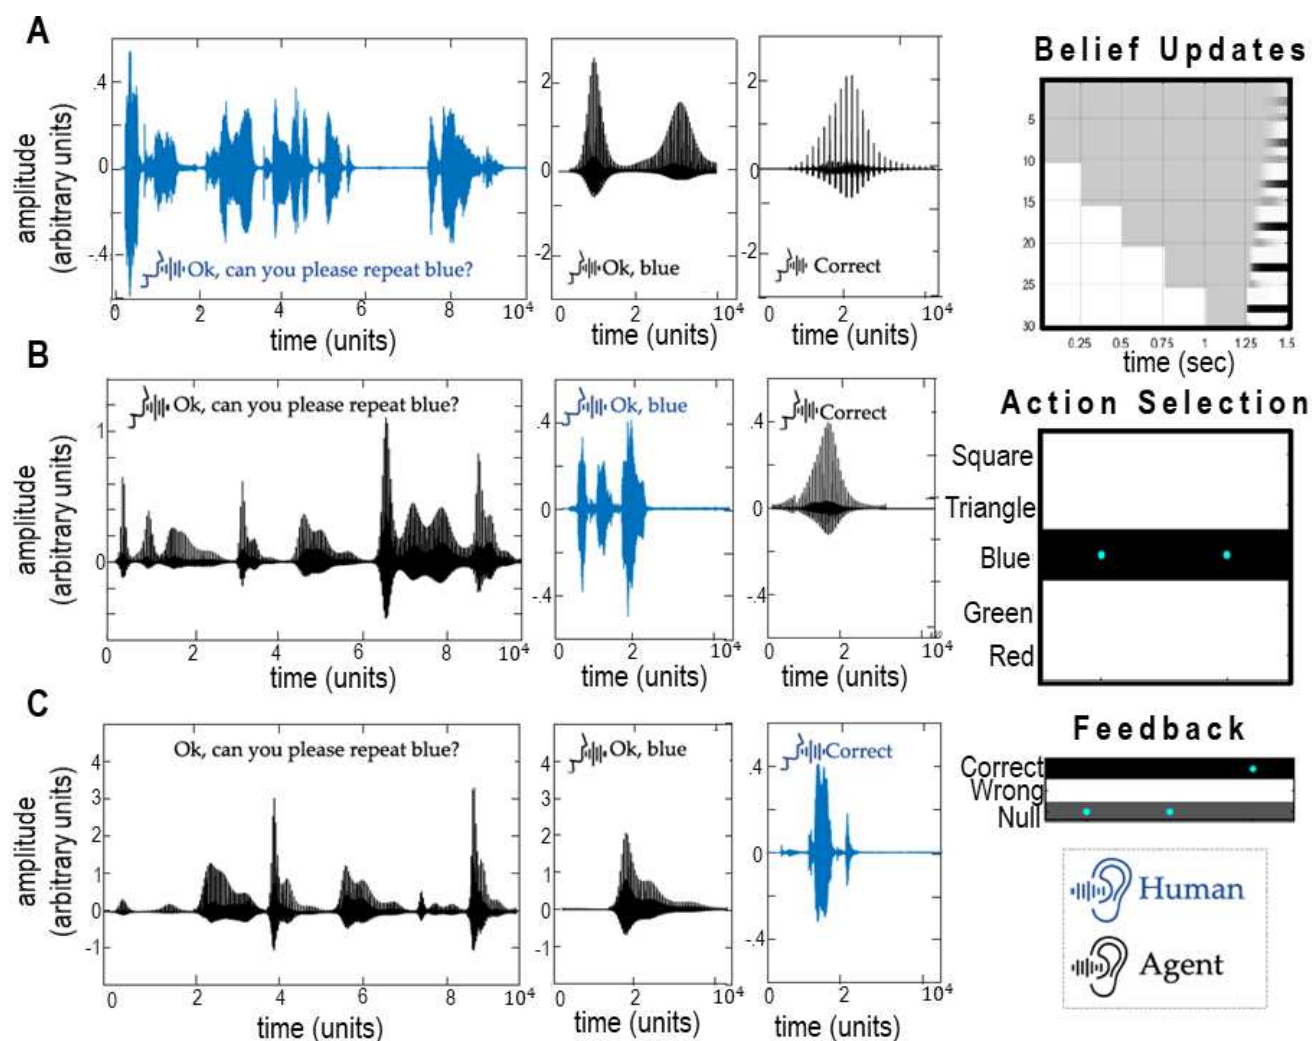 A
amplitude
(arbitrary units)
.4
0
-.4
Ok, can you please repeat blue?
0 2 4 6 8 10⁴
time (units)
2
0
-2
Ok, blue
0 2 10⁴
time (units)
2
0
-2
Correct
0 2 10⁴
time (units)
Belief Updates
5
10
15
20
25
30
0.25 0.5 0.75 1 1.25 1.5
time (sec)
B
amplitude
(arbitrary units)
1
0
Ok, can you please repeat blue?
0 2 4 6 8 10⁴
time (units)
.4
0
-.4
Ok, blue
0 2 10⁴
time (units)
.4
0
-.4
Correct
0 2 10⁴
time (units)
Action Selection
Square
Triangle
Blue
Green
Red
C
amplitude
(arbitrary units)
4
3
2
1
0
-1
Ok, can you please repeat blue?
0 2 4 6 8 10⁴
time (units)
4
3
2
1
0
-1
Ok, blue
0 2 10⁴
time (units)
.4
0
-.4
Correct
0 2 10⁴
time (units)
Feedback
Correct
Wrong
Null
Human
Agent